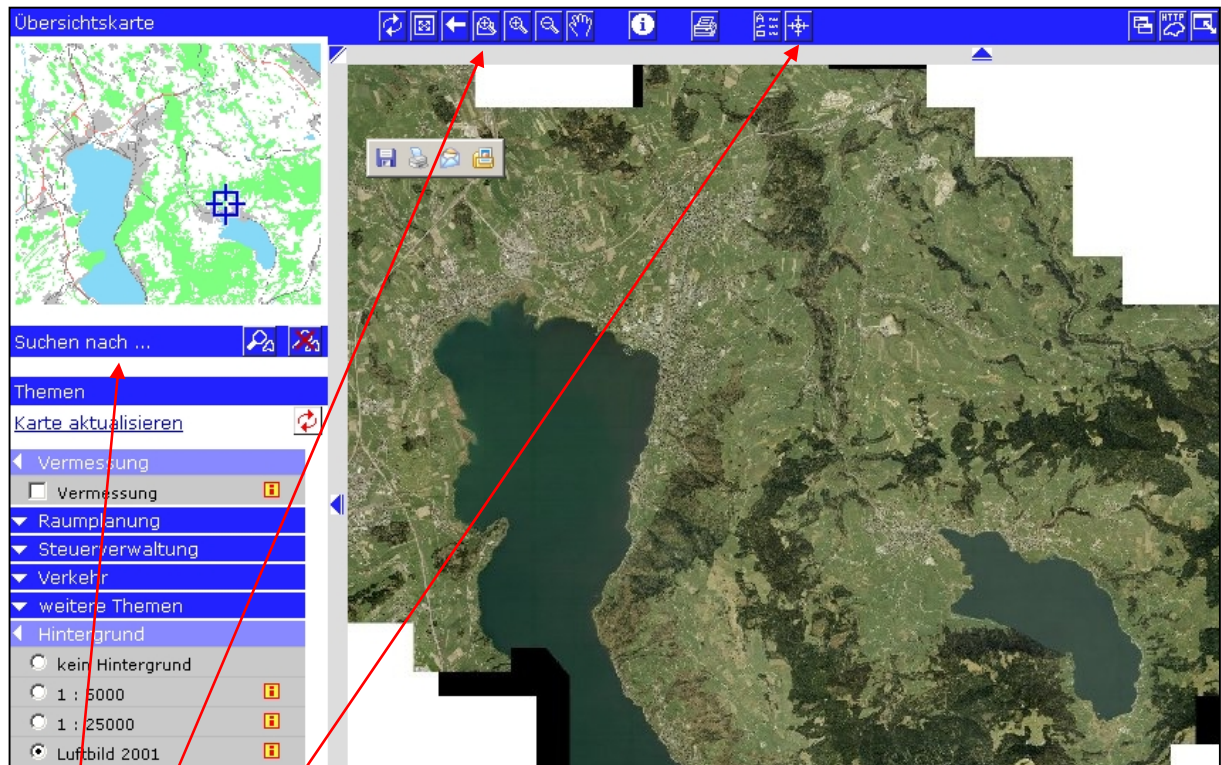 Übersichtskarte
HTTP
Suchen nach ...
Themen
Karte aktualisieren
Vermessung
Vermessung
Raumplanung
Steuerverwaltung
Verkehr
weitere Themen
Hintergrund
kein Hintergrund
1 : 5000
1 : 25000
Luftbild 2001